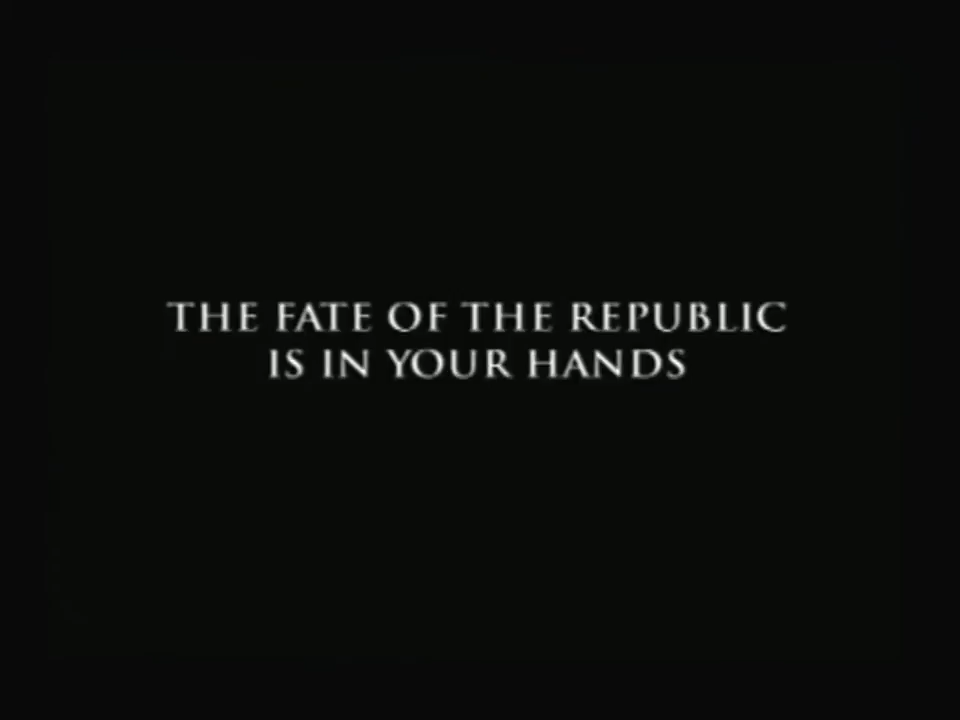 THE FATE OF THE REPUBLIC
IS IN YOUR HANDS